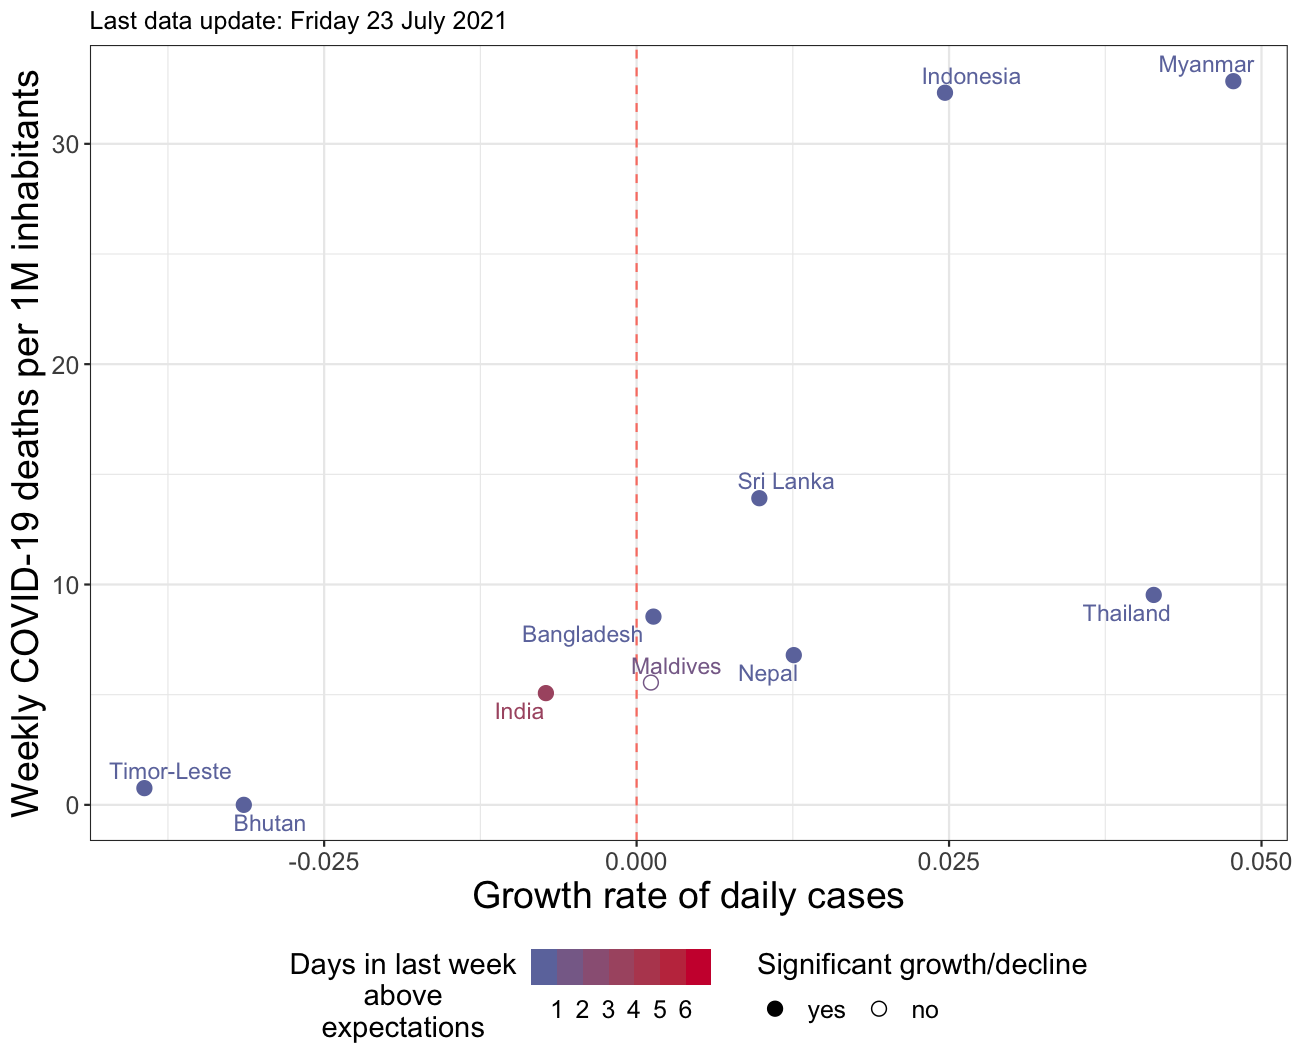 Last data update: Friday 23 July 2021
Weekly COVID-19 deaths per 1M inhabitants
30
20
10
0
Myanmar
Indonesia
Sri Lanka
Thailand
Bangladesh
Maldives
Nepal
India
Timor-Leste
Bhutan
-0.025 0.000 0.025 0.050
Growth rate of daily cases
Days in last week
above
expectations
1 2 3 4 5 6
Significant growth/decline
yes no